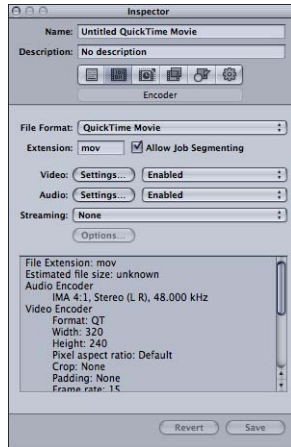 Inspector
Name: Untitled QuickTime Movie
Description: No description
Encoder
File Format: QuickTime Movie
Extension: mov Allow Job Segmenting
Video: Settings... Enabled
Audio: Settings... Enabled
Streaming: None
Options...
File Extension: mov
Estimated file size: unknown
Audio Encoder
IMA 4:1, Stereo (L R), 48.000 kHz
Video Encoder
Format: QT
Width: 320
Height: 240
Pixel aspect ratio: Default
Crop: None
Padding: None
Frame rate: 15
Revert Save